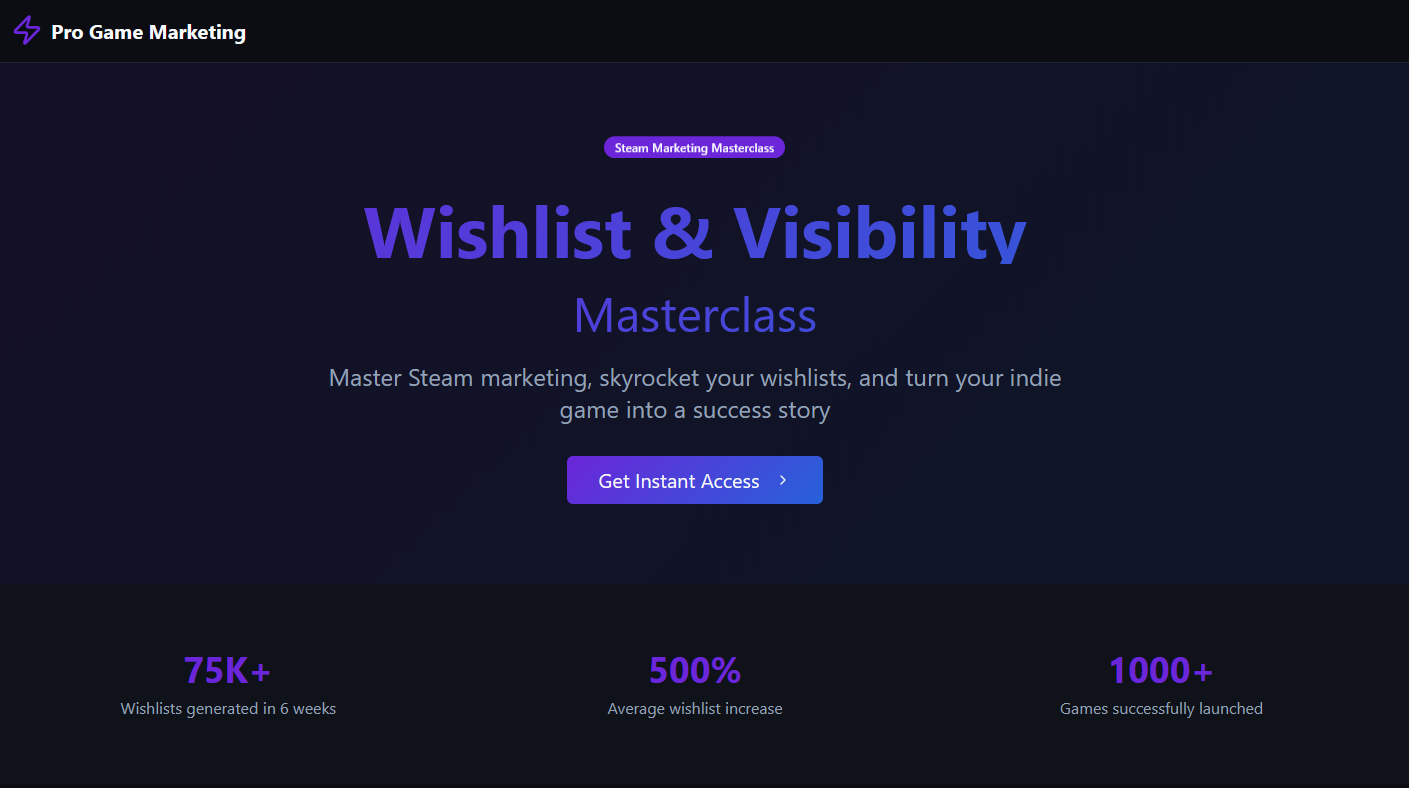 Pro Game Marketing
Steam Marketing Masterclass
Wishlist & Visibility
Masterclass
Master Steam marketing, skyrocket your wishlists, and turn your indie
game into a success story
Get Instant Access
75K+
Wishlists generated in 6 weeks
500%
Average wishlist increase
1000+
Games successfully launched